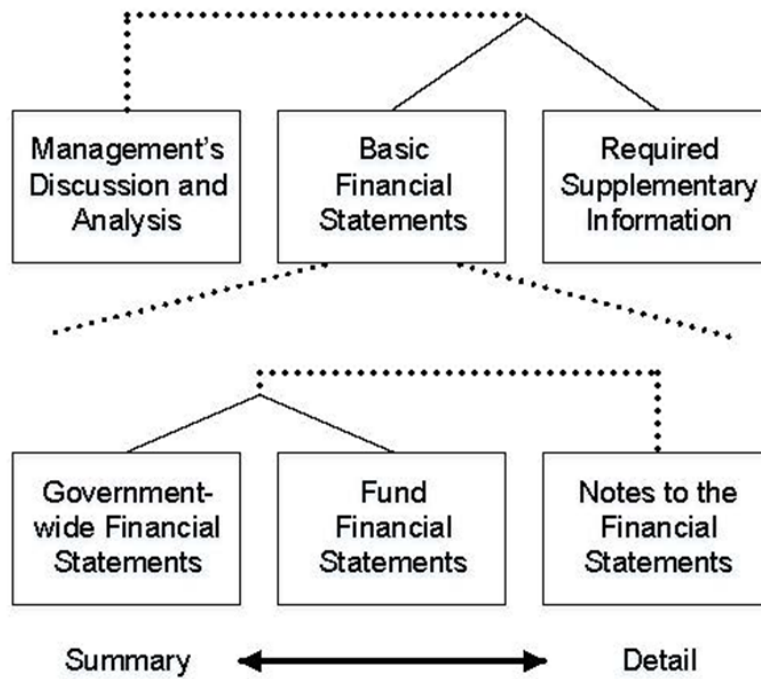 Management's
Discussion and
Analysis
Basic
Financial
Statements
Required
Supplementary
Information
Government-
wide Financial
Statements
Fund
Financial
Statements
Notes to the
Financial
Statements
Summary
Detail